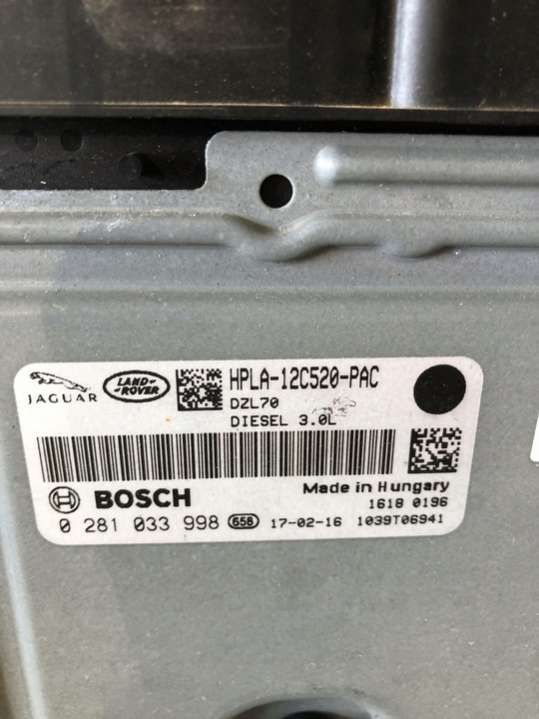 JAGUAR
LAND ROVER
HPLA-12C520-PAC
DZL70
DIESEL 3.0L
BOSCH
Made in Hungary
1618 0196
0 281 033 998 658 17-02-16 1039T06941